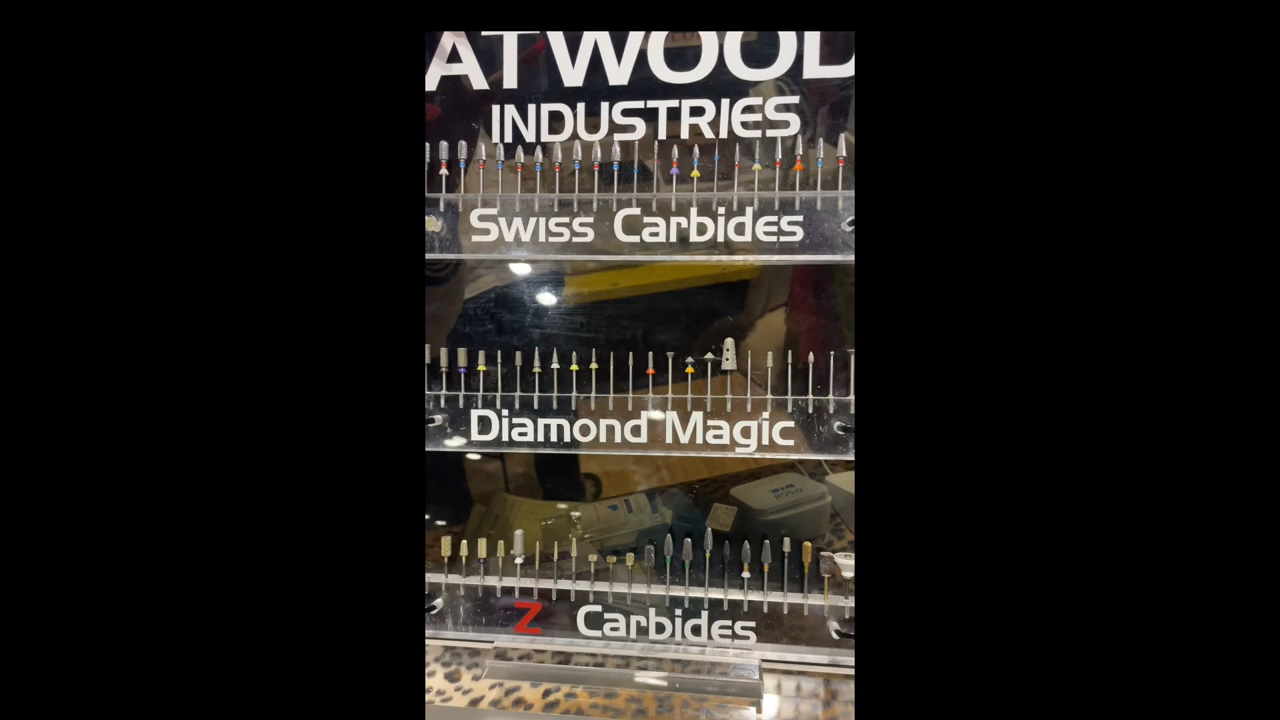 ATWOOD
INDUSTRIES
Swiss Carbides
Diamond Magic
Z Carbides